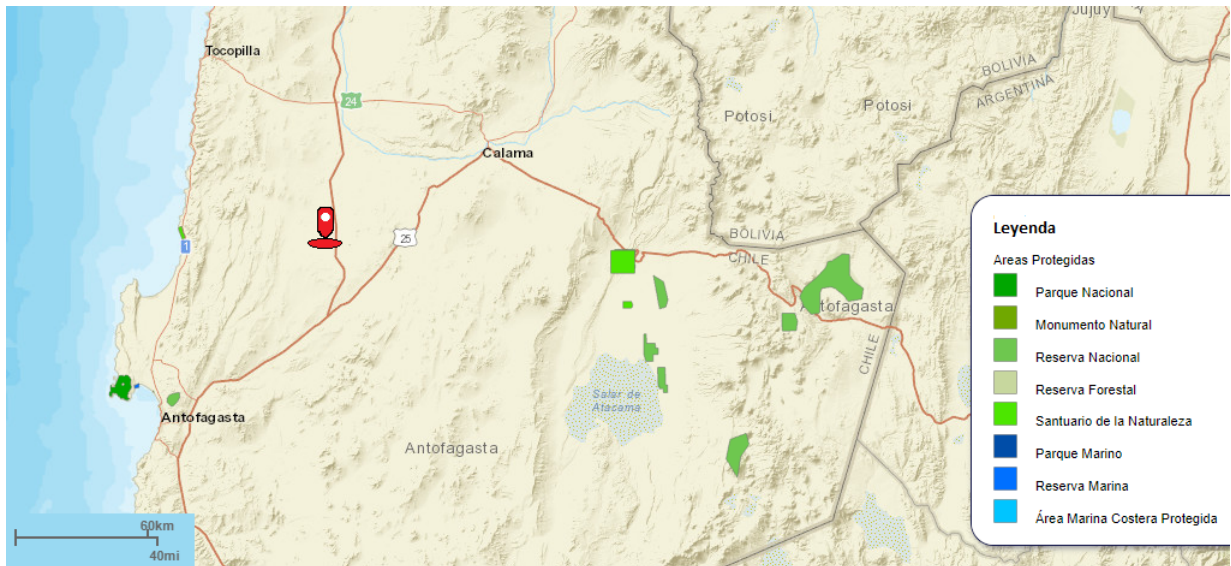 Tocopilla
24
Calama
25
1
Antofagasta
Antofagasta
Salar de
Atacama
Antofagasta
Potosi
Potosi
Jujuy
BOLIVIA
ARGENTINA
BOLIVIA
CHILE
CHILE
60km
40mi
Leyenda
Areas Protegidas
Parque Nacional
Monumento Natural
Reserva Nacional
Reserva Forestal
Santuario de la Naturaleza
Parque Marino
Reserva Marina
Área Marina Costera Protegida